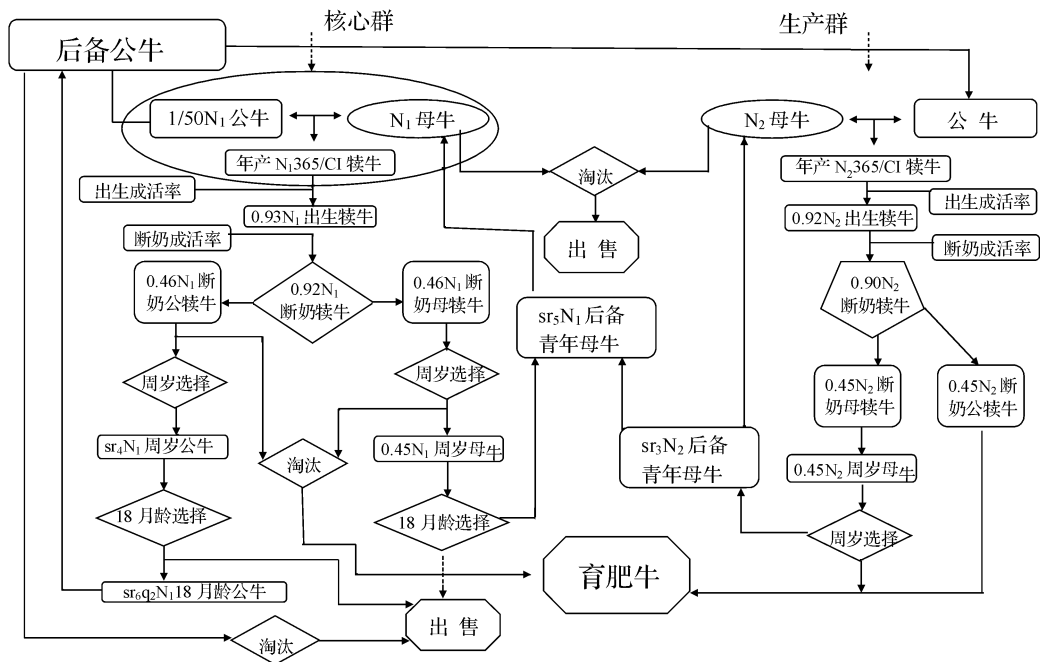 核心群
生产群
后备公牛
1/50N₁ 公牛
N₁ 母牛
N₂ 母牛
公 牛
年产 N₁365/CI 犊牛
淘汰
年产 N₂365/CI 犊牛
出生成活率
出生成活率
0.93N₁ 出生犊牛
0.92N₂ 出生犊牛
断奶成活率
出 售
断奶成活率
0.46N₁ 断
奶公犊牛
0.92N₁
断奶犊牛
0.46N₁ 断
奶母犊牛
0.90N₂
断奶犊牛
sr₅N₁ 后备
青年母牛
周岁选择
周岁选择
0.45N₂ 断
奶母犊牛
0.45N₂ 断
奶公犊牛
sr₄N₁ 周岁公牛
淘汰
0.45N₁ 周岁母牛
sr₃N₂ 后备
青年母牛
0.45N₂ 周岁母牛
18 月龄选择
18 月龄选择
周岁选择
育肥牛
sr₆q₂N₁18 月龄公牛
出 售
淘汰